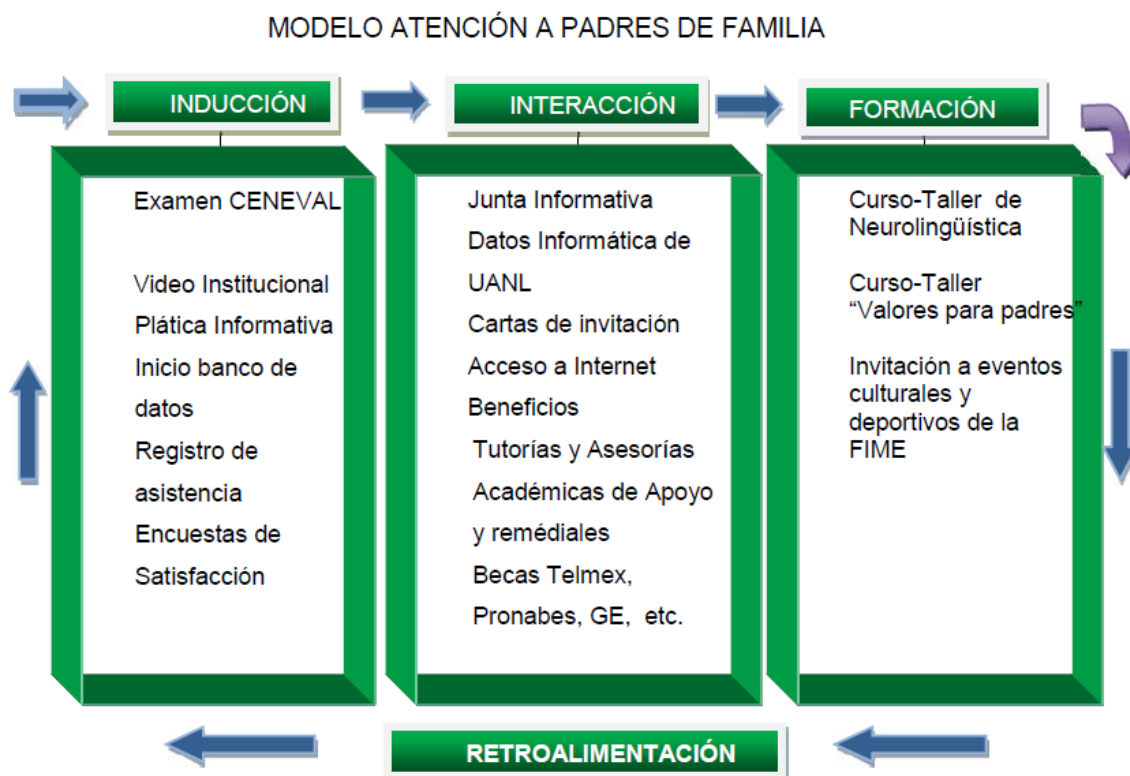 MODELO ATENCIÓN A PADRES DE FAMILIA
INDUCCIÓN
INTERACCIÓN
FORMACIÓN
Examen CENEVAL
Video Institucional
Plática Informativa
Inicio banco de
datos
Registro de
asistencia
Encuestas de
Satisfacción
Junta Informativa
Datos Informática de
UANL
Cartas de invitación
Acceso a Internet
Beneficios
Tutorías y Asesorías
Académicas de Apoyo
y remédiales
Becas Telmex,
Pronabes, GE, etc.
Curso-Taller de
Neurolingüística
Curso-Taller
“Valores para padres”
Invitación a eventos
culturales y
deportivos de la
FIME
RETROALIMENTACIÓN